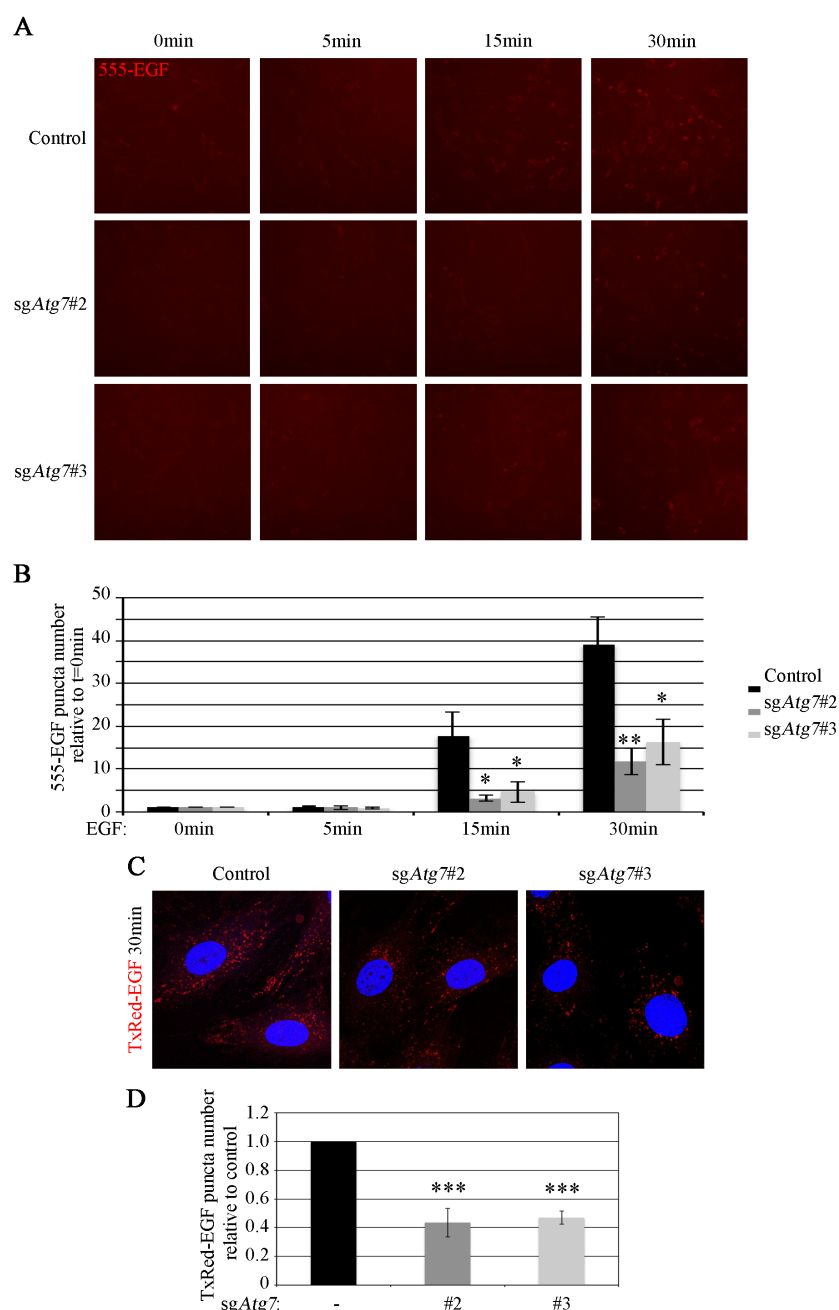 A
0min 5min 15min 30min
555-EGF
Control
sgAtg7#2
sgAtg7#3
B
555-EGF puncta number
relative to t=0min
50
40
30
20
10
0
* * ** *
EGF: 0min 5min 15min 30min
Control
sgAtg7#2
sgAtg7#3
C
Control sgAtg7#2 sgAtg7#3
TxRed-EGF 30min
D
TxRed-EGF puncta number
relative to control
1.2
1.0
0.8
0.6
0.4
0.2
0
*** ***
sgAtg7: - #2 #3